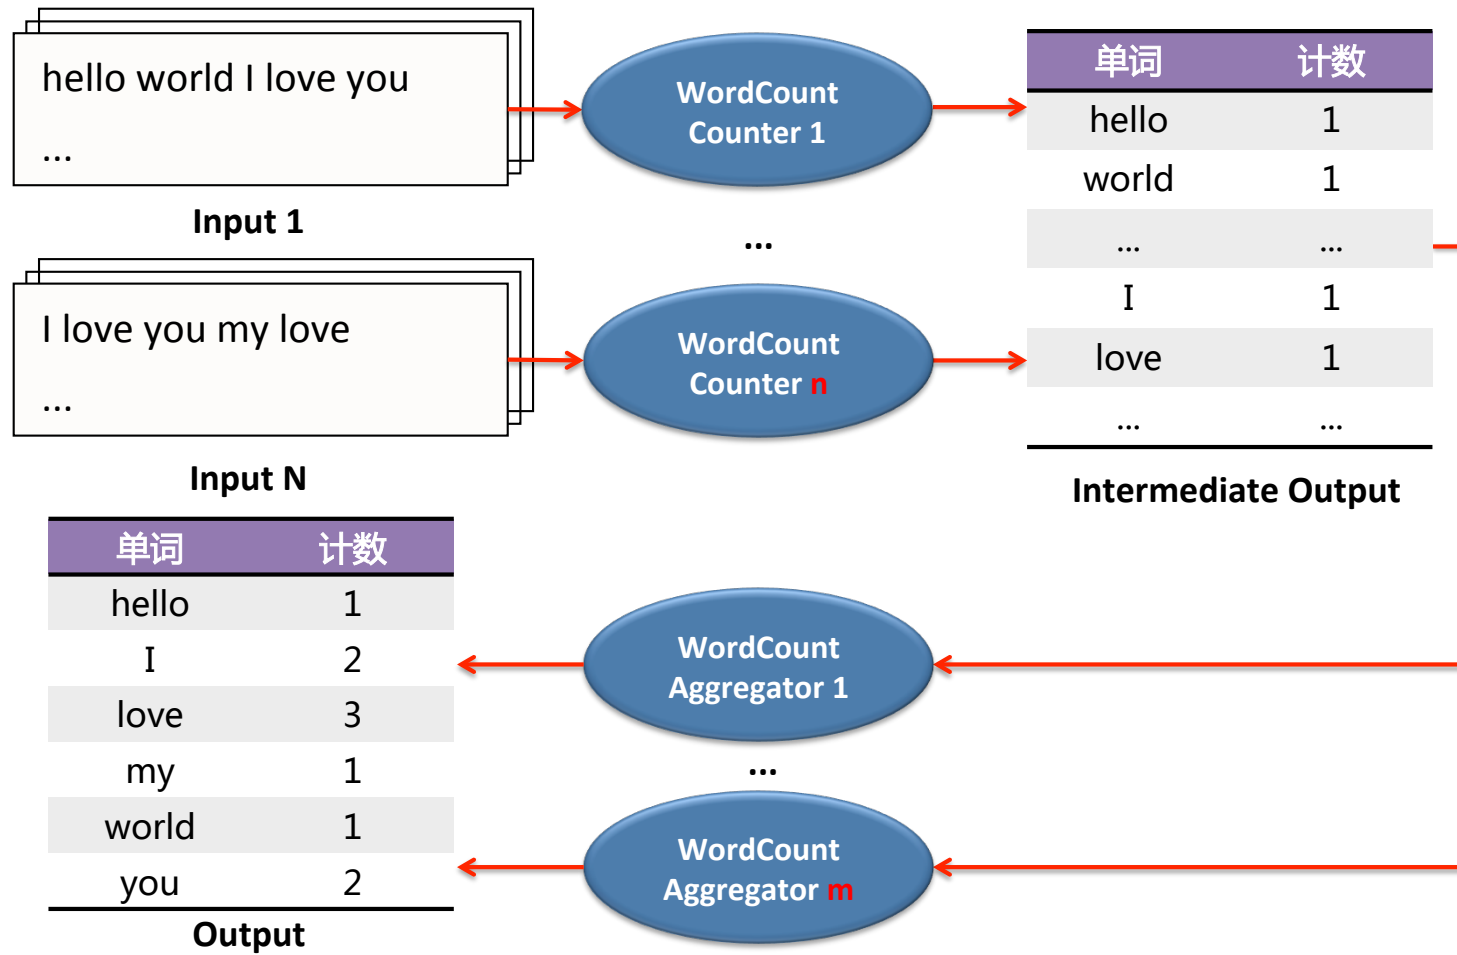 hello world I love you
...
Input 1
WordCount
Counter 1
...
I love you my love
...
Input N
WordCount
Counter n
单词 计数
hello 1
world 1
... ...
I 1
love 1
... ...
Intermediate Output
单词 计数
hello 1
I 2
love 3
my 1
world 1
you 2
Output
WordCount
Aggregator 1
...
WordCount
Aggregator m